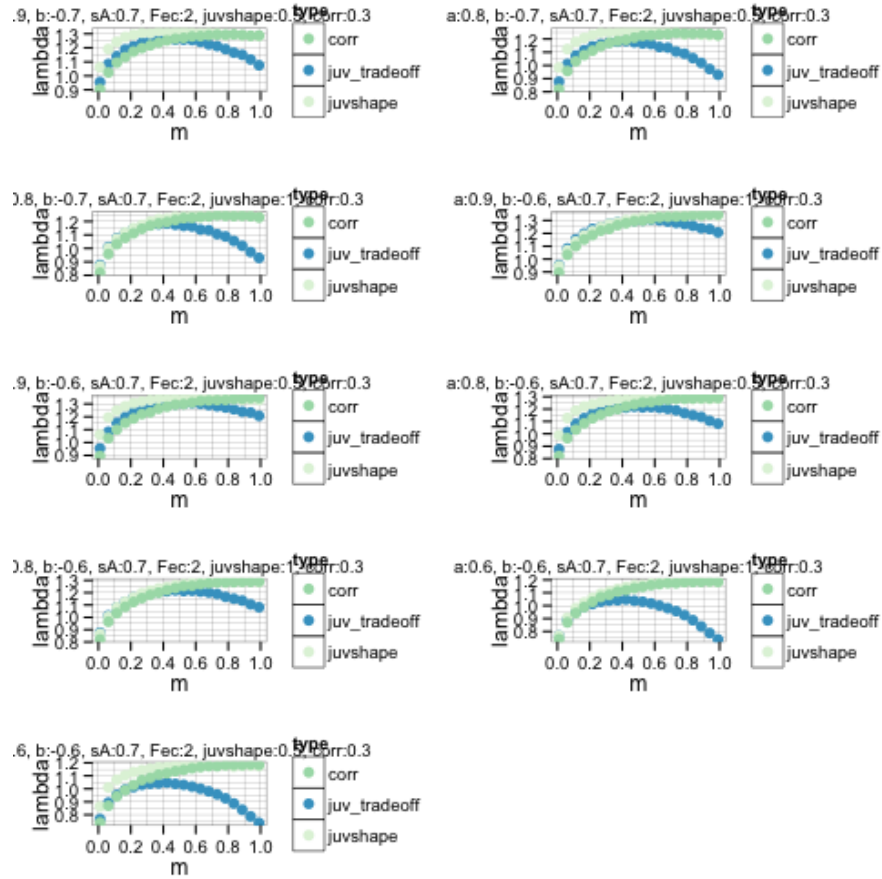 .9, b:-0.7, sA:0.7, Fec:2, juvshape:0.5, corr:0.3
type
lambda
1.3
1.2
1.1
1.0
0.9
0.0 0.2 0.4 0.6 0.8 1.0
m
corr
juv_tradeoff
juvshape
a:0.8, b:-0.7, sA:0.7, Fec:2, juvshape:0.5, corr:0.3
type
lambda
1.2
1.1
1.0
0.9
0.8
0.0 0.2 0.4 0.6 0.8 1.0
m
corr
juv_tradeoff
juvshape
0.8, b:-0.7, sA:0.7, Fec:2, juvshape:1, corr:0.3
type
lambda
1.2
1.1
1.0
0.9
0.8
0.0 0.2 0.4 0.6 0.8 1.0
m
corr
juv_tradeoff
juvshape
a:0.9, b:-0.6, sA:0.7, Fec:2, juvshape:1, corr:0.3
type
lambda
1.3
1.2
1.1
1.0
0.9
0.0 0.2 0.4 0.6 0.8 1.0
m
corr
juv_tradeoff
juvshape
.9, b:-0.6, sA:0.7, Fec:2, juvshape:0.5, corr:0.3
type
lambda
1.3
1.2
1.1
1.0
0.9
0.0 0.2 0.4 0.6 0.8 1.0
m
corr
juv_tradeoff
juvshape
a:0.8, b:-0.6, sA:0.7, Fec:2, juvshape:0.5, corr:0.3
type
lambda
1.3
1.2
1.1
1.0
0.9
0.8
0.0 0.2 0.4 0.6 0.8 1.0
m
corr
juv_tradeoff
juvshape
0.8, b:-0.6, sA:0.7, Fec:2, juvshape:1, corr:0.3
type
lambda
1.3
1.2
1.1
1.0
0.9
0.8
0.0 0.2 0.4 0.6 0.8 1.0
m
corr
juv_tradeoff
juvshape
a:0.6, b:-0.6, sA:0.7, Fec:2, juvshape:1, corr:0.3
type
lambda
1.2
1.1
1.0
0.9
0.8
0.0 0.2 0.4 0.6 0.8 1.0
m
corr
juv_tradeoff
juvshape
.6, b:-0.6, sA:0.7, Fec:2, juvshape:0.5, corr:0.3
type
lambda
1.2
1.1
1.0
0.9
0.8
0.0 0.2 0.4 0.6 0.8 1.0
m
corr
juv_tradeoff
juvshape